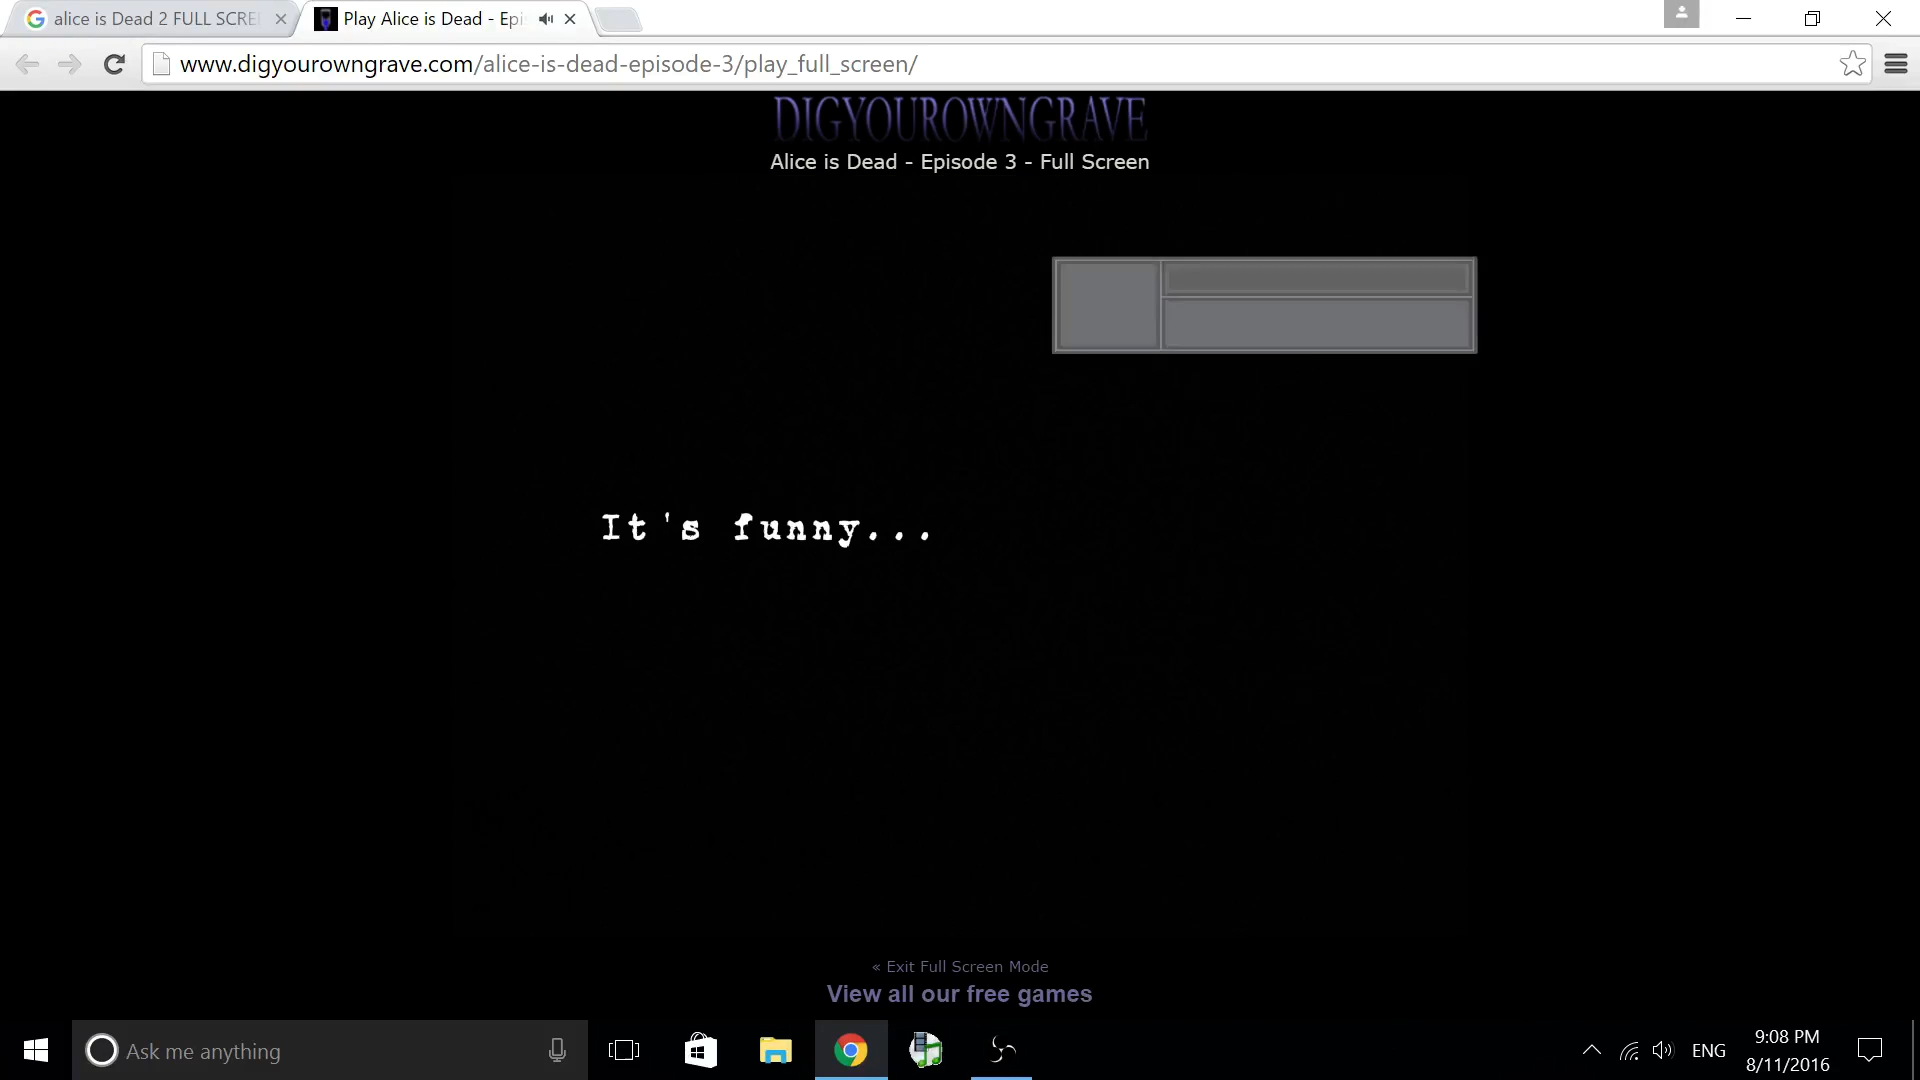 alice is Dead 2 FULL SCRE
Play Alice is Dead - Epi
www.digyourowngrave.com/alice-is-dead-episode-3/play_full_screen/
DIGYOUROWNGRAVE
Alice is Dead - Episode 3 - Full Screen
It's funny...
« Exit Full Screen Mode
View all our free games
Ask me anything
ENG
9:08 PM
8/11/2016